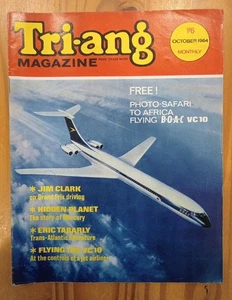 Tri-ang
MAGAZINE
1'6
OCTOBER 1964
MONTHLY
FREE!
PHOTO-SAFARI
TO AFRICA
FLYING B·O·A·C VC10
* JIM CLARK
on Grand Prix driving
* HIDDEN PLANET
The story of Mercury
* ERIC TABARLY
Trans-Atlantic adventure
* FLYING THE VC 10
At the controls of a jet airliner